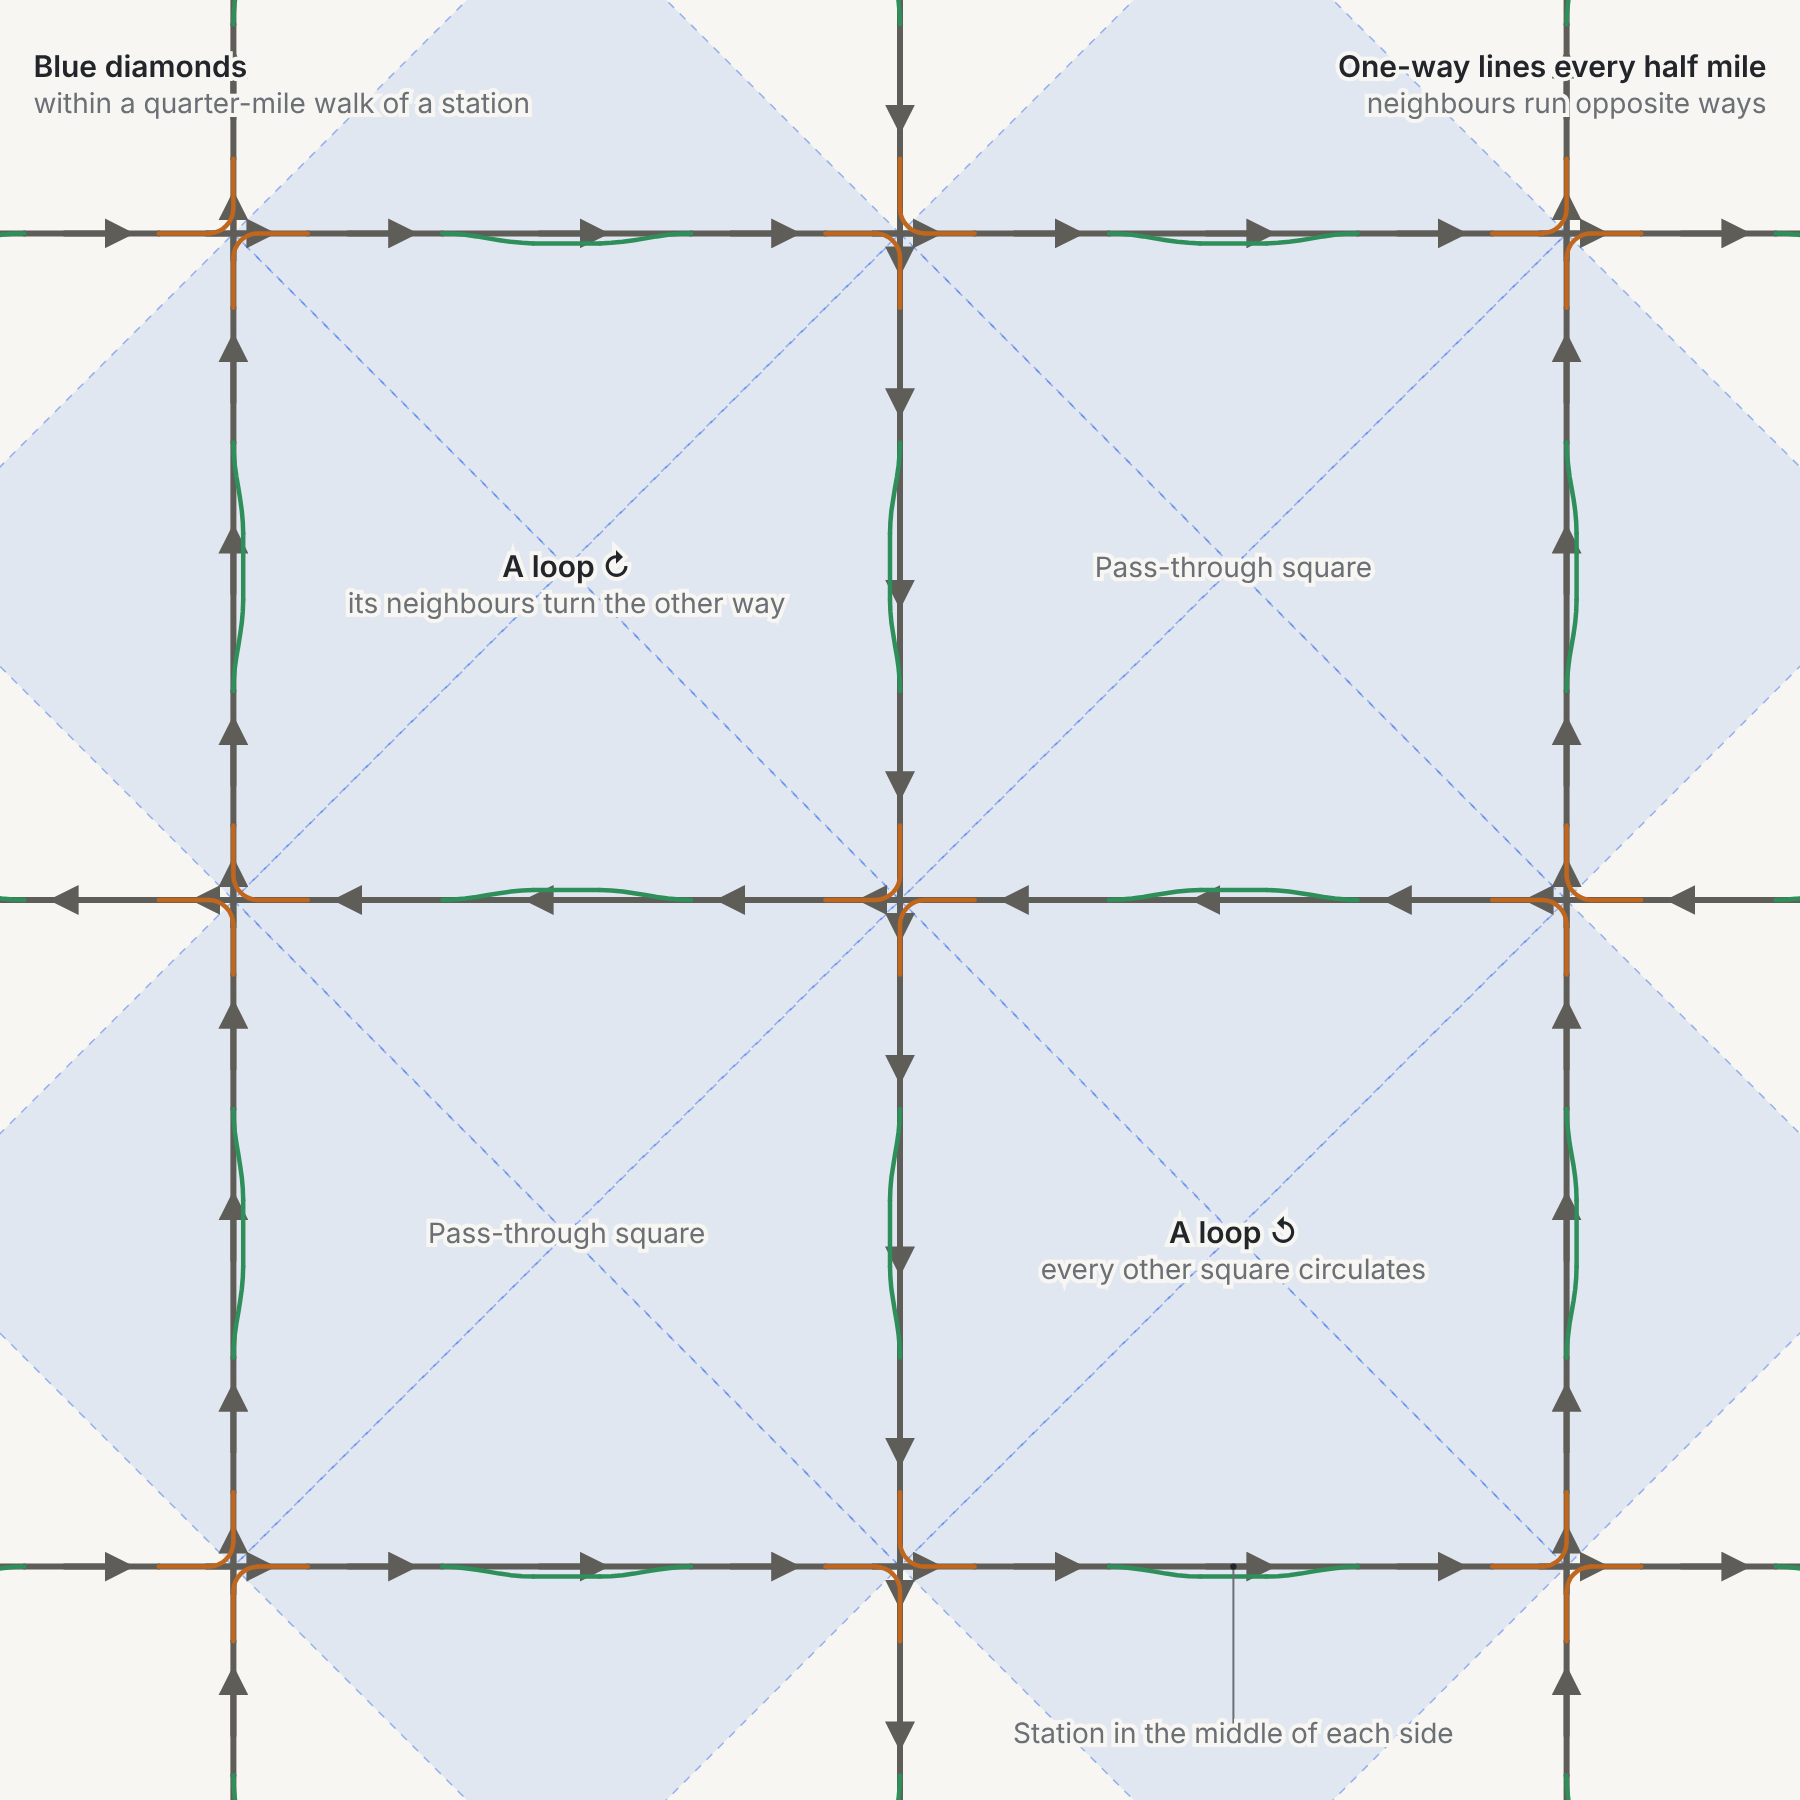 Blue diamonds
within a quarter-mile walk of a station
One-way lines every half mile
neighbours run opposite ways
A loop ↻
its neighbours turn the other way
Pass-through square
Pass-through square
A loop ↺
every other square circulates
Station in the middle of each side